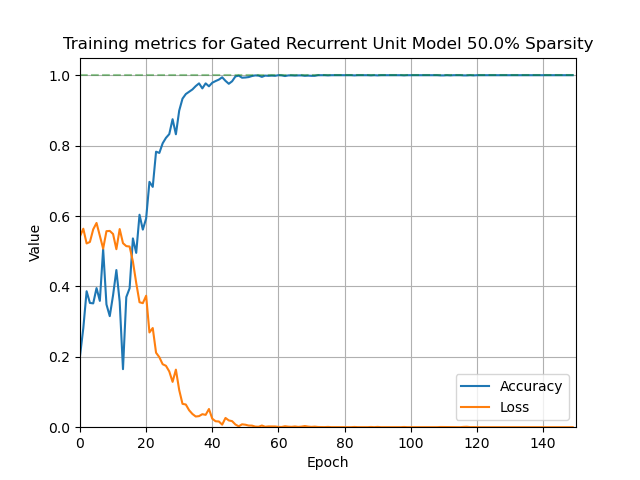 Training metrics for Gated Recurrent Unit Model 50.0% Sparsity
1.0
0.8
0.6
0.4
0.2
0.0
Value
0 20 40 60 80 100 120 140
Epoch
Accuracy
Loss